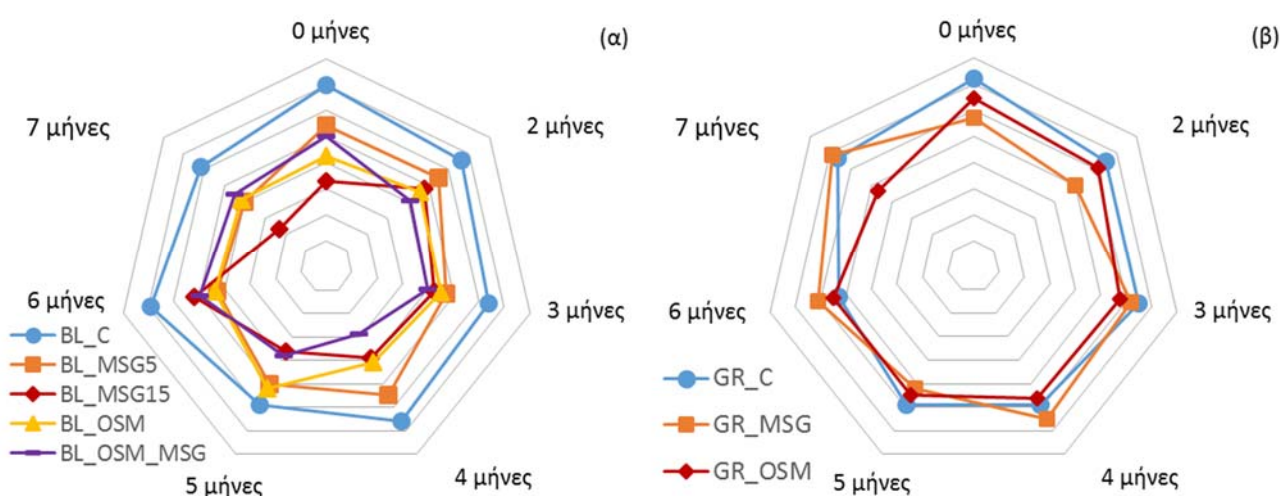 0 μήνες
(α)
2 μήνες
3 μήνες
4 μήνες
5 μήνες
6 μήνες
7 μήνες
BL_C
BL_MSG5
BL_MSG15
BL_OSM
BL_OSM_MSG
0 μήνες
(β)
2 μήνες
3 μήνες
4 μήνες
5 μήνες
6 μήνες
7 μήνες
GR_C
GR_MSG
GR_OSM